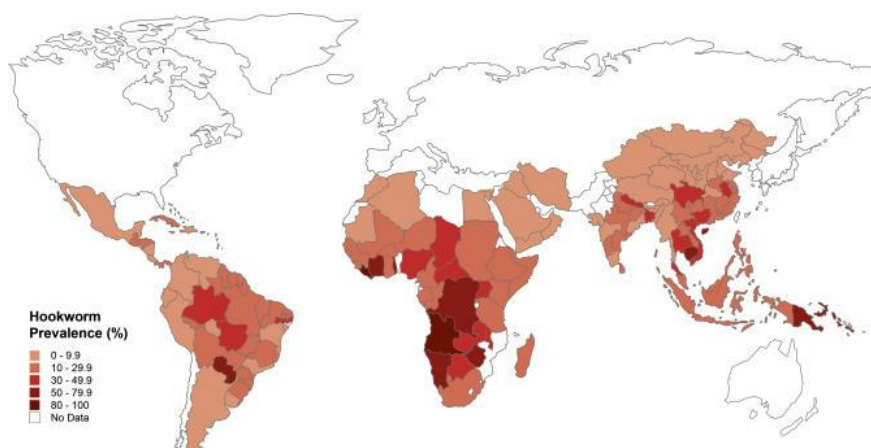 Hookworm
Prevalence (%)
0 - 9.9
10 - 29.9
30 - 49.9
50 - 79.9
80 - 100
No Data